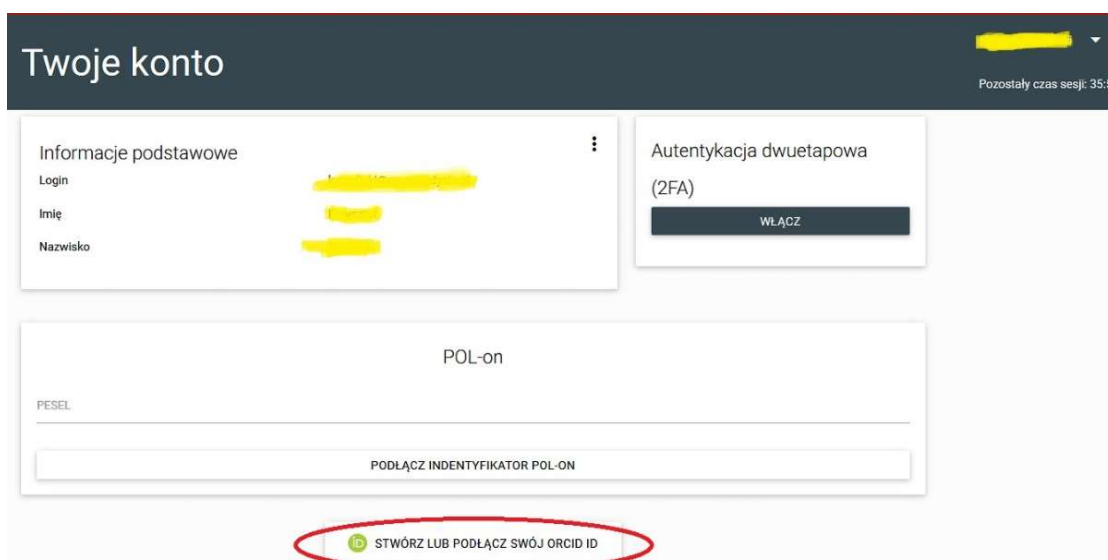 Twoje konto
Pozostały czas sesji: 35:
Informacje podstawowe
Login
Imię
Nazwisko
Autentykacja dwuetapowa
(2FA)
WŁĄCZ
POL-on
PESEL
PODŁĄCZ INDENTYFIKATOR POL-ON
iD STWÓRZ LUB PODŁĄCZ SWÓJ ORCID ID